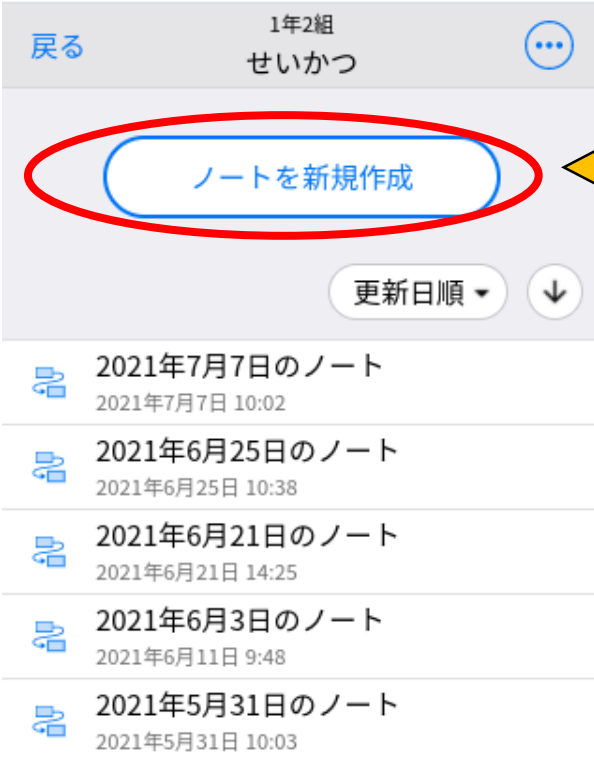 1年2組
戻る
せいかつ
ノートを新規作成
更新日順
2021年7月7日のノート
2021年7月7日 10:02
2021年6月25日のノート
2021年6月25日 10:38
2021年6月21日のノート
2021年6月21日 14:25
2021年6月3日のノート
2021年6月11日 9:48
2021年5月31日のノート
2021年5月31日 10:03